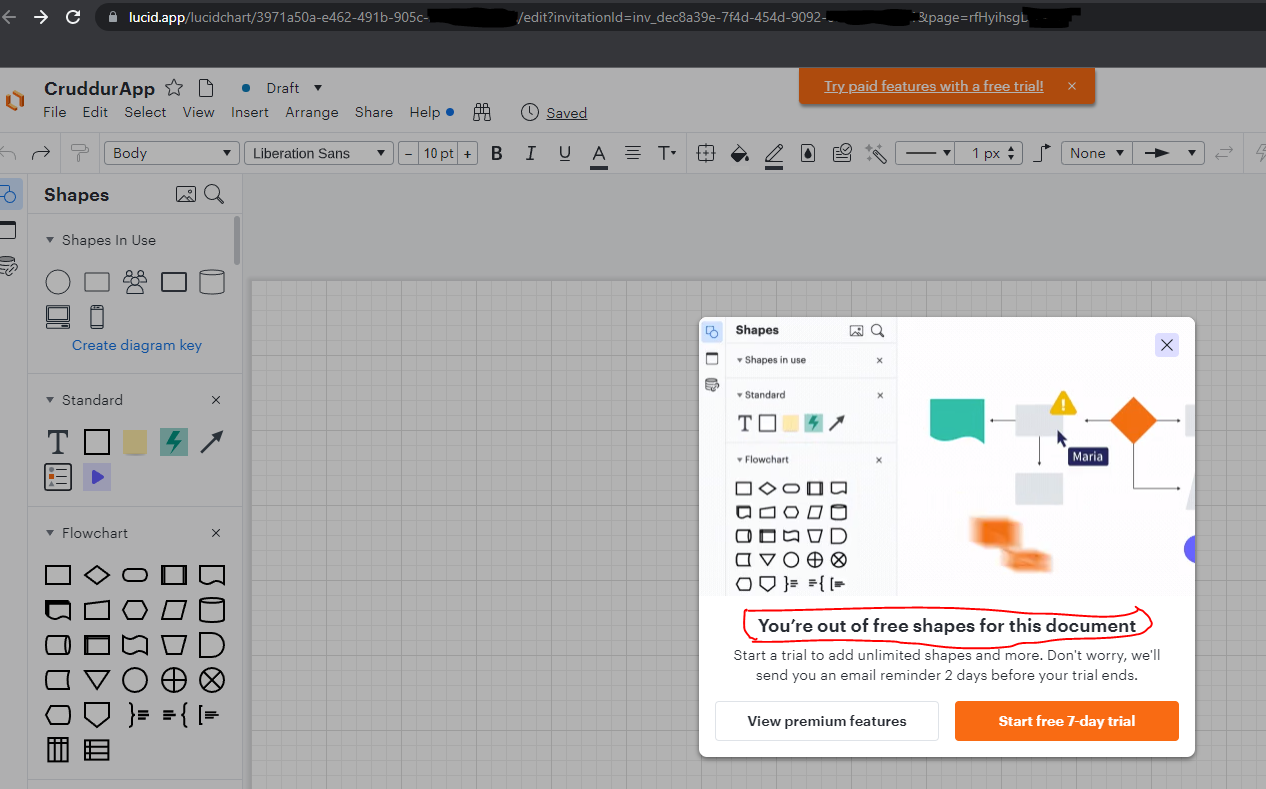 lucid.app/lucidchart/3971a50a-e462-491b-905c-
/edit?invitationId=inv_dec8a39e-7f4d-454d-9092-
&page=rfHyihsgD
CruddurApp
Draft
Try paid features with a free trial!
File Edit Select View Insert Arrange Share Help
Saved
Body
Liberation Sans
− 10 pt +
B I U A T
1 px
None
Shapes
Shapes In Use
Create diagram key
Standard
T
Flowchart
Shapes
Shapes in use
Standard
T
Flowchart
Maria
You’re out of free shapes for this document
Start a trial to add unlimited shapes and more. Don't worry, we'll
send you an email reminder 2 days before your trial ends.
View premium features
Start free 7-day trial